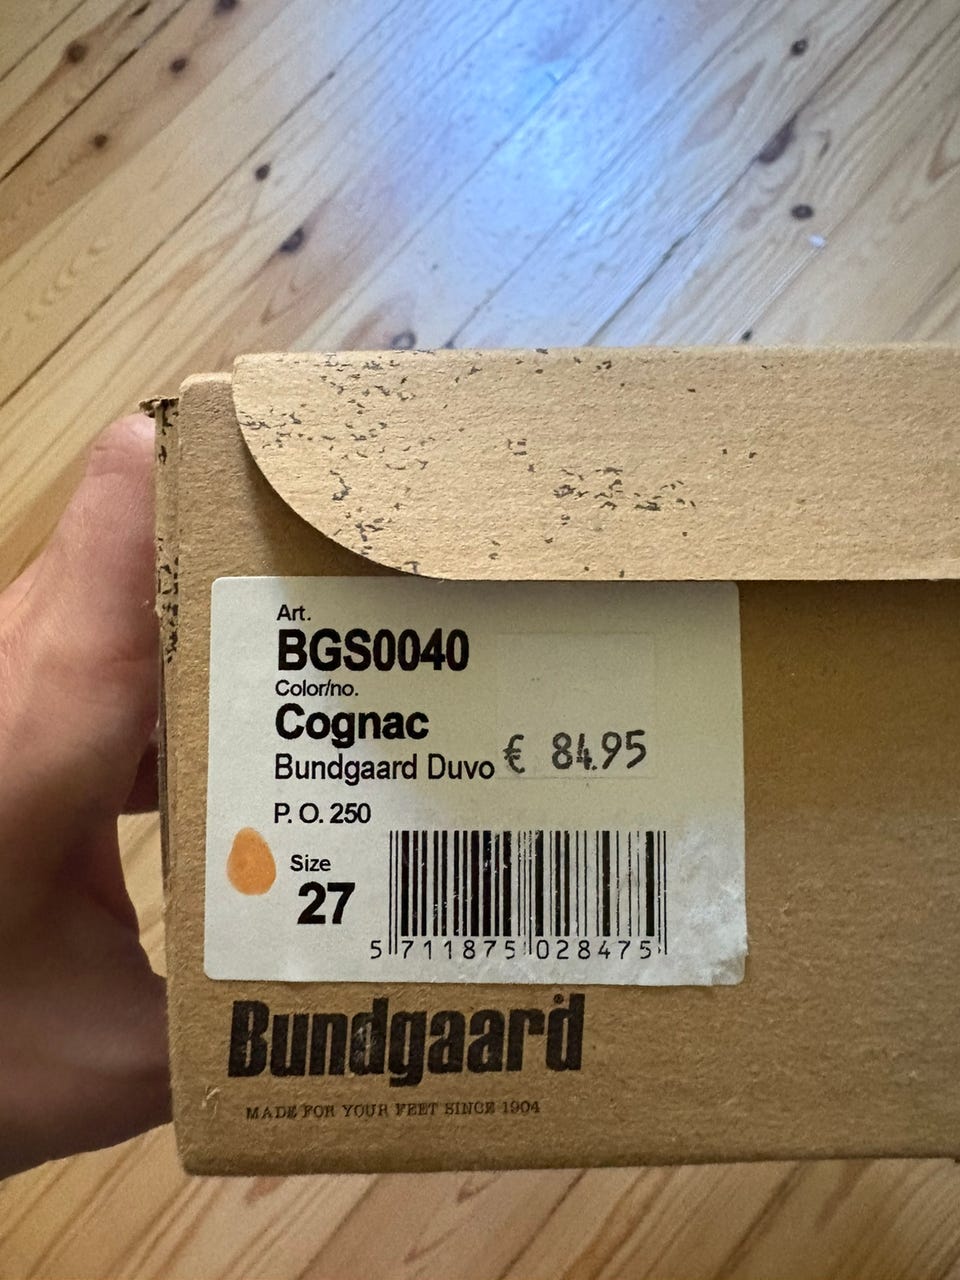 Art.
BGS0040
Color/no.
Cognac
Bundgaard Duvo € 84.95
P. O. 250
Size
27
5 711875 028475
Bundgaard
MADE FOR YOUR FEET SINCE 1904